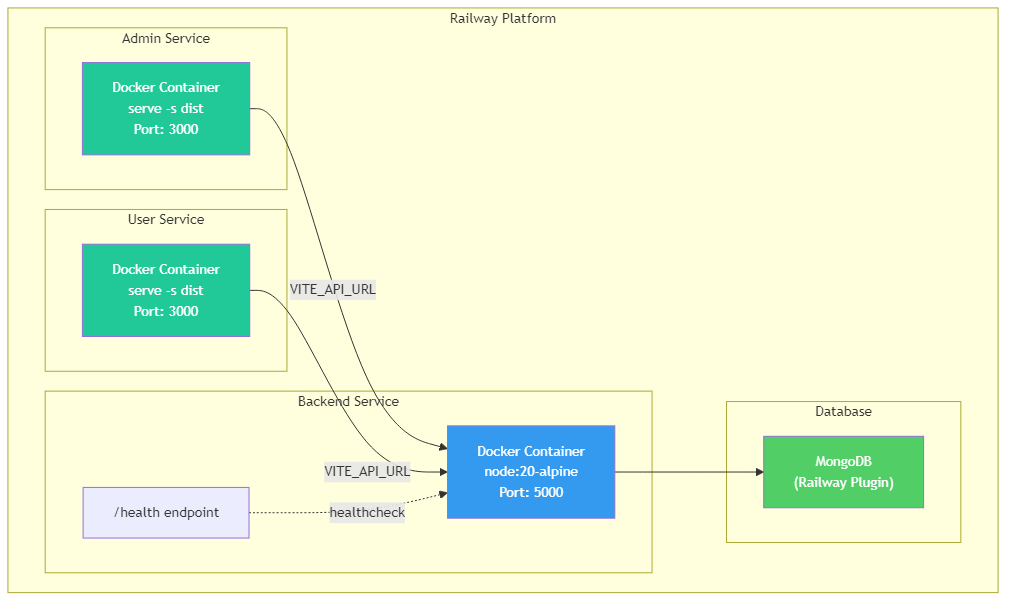 Railway Platform
Admin Service
Docker Container
serve -s dist
Port: 3000
User Service
Docker Container
serve -s dist
Port: 3000
VITE_API_URL
Backend Service
VITE_API_URL
/health endpoint
healthcheck
Docker Container
node:20-alpine
Port: 5000
Database
MongoDB
(Railway Plugin)